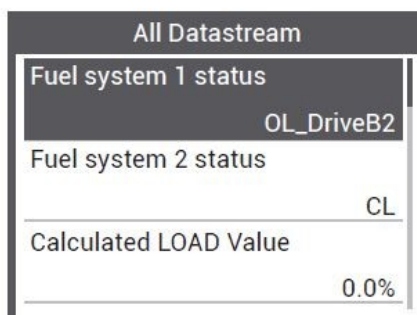 All Datastream
Fuel system 1 status
OL_DriveB2
Fuel system 2 status
CL
Calculated LOAD Value
0.0%